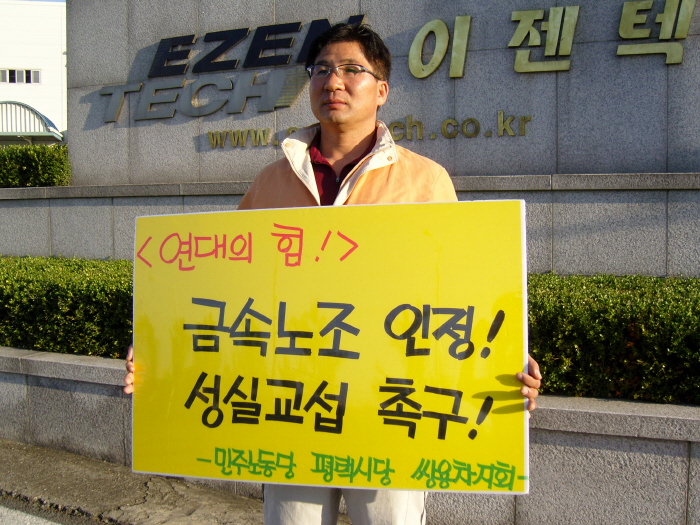 EZEN 이젠텍
TECH
www. ch.co.kr
<연대의 힘!>
금속노조 인정!
성실교섭 촉구!
-민주노동당 평택시당 쌍용차지회-